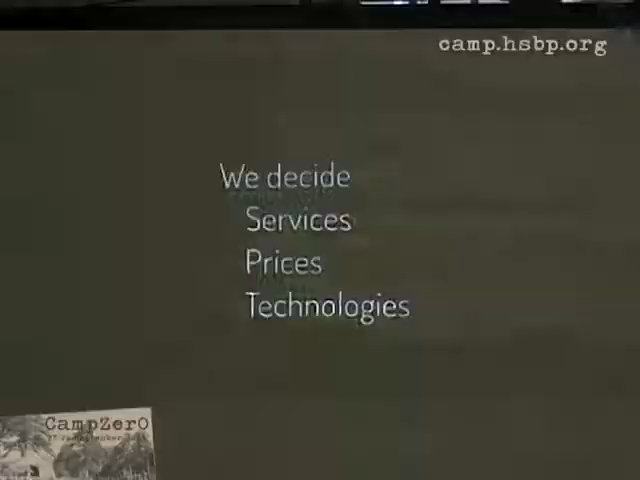 camp.hsbp.org
We decide
Services
Prices
Technologies
CampZer0